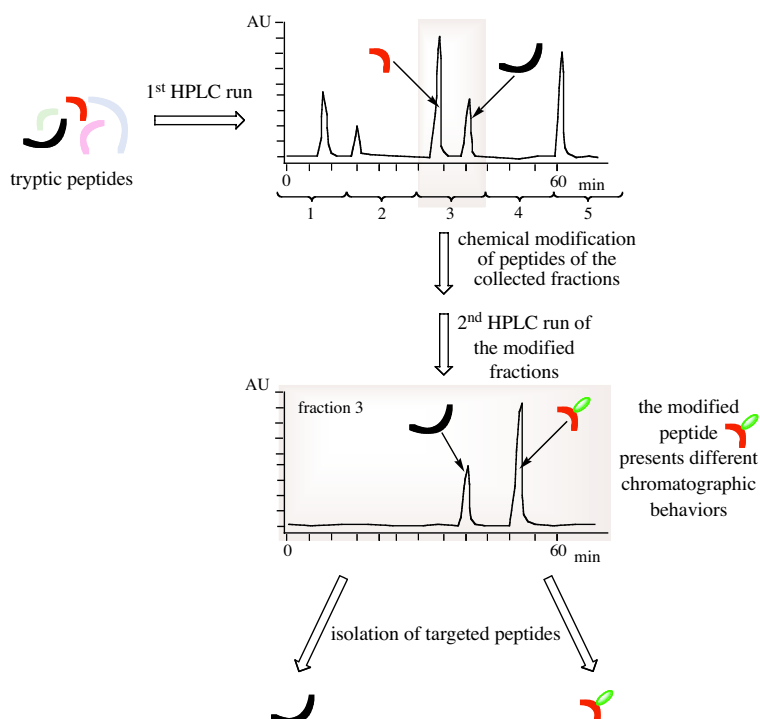 AU
1st HPLC run
tryptic peptides
0
60
min
1
2
3
4
5
chemical modification
of peptides of the
collected fractions
2nd HPLC run of
the modified
fractions
AU
fraction 3
0
60
min
the modified
peptide
presents different
chromatographic
behaviors
isolation of targeted peptides